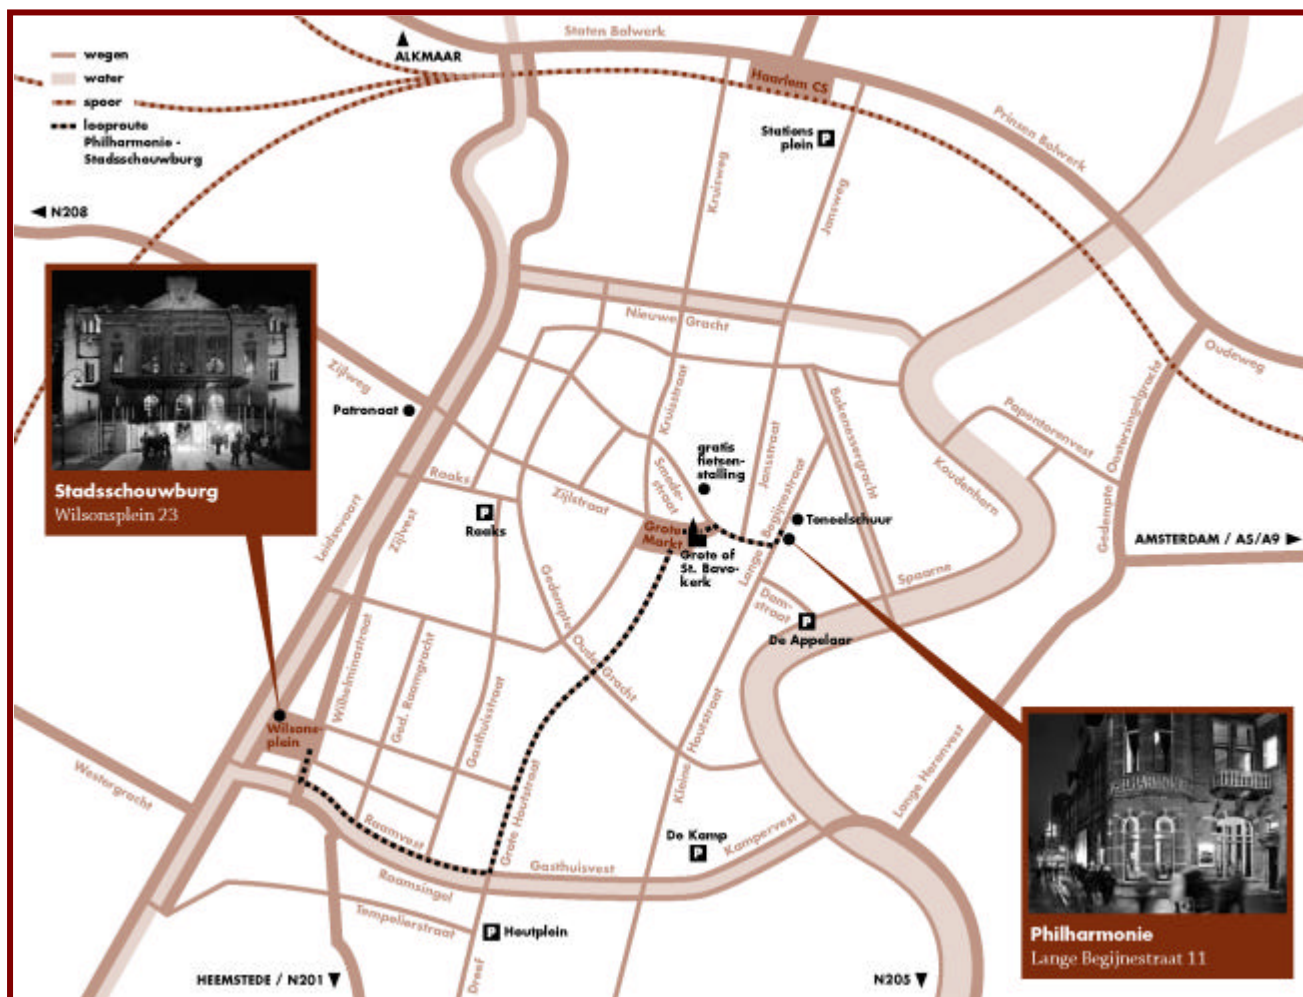 wegen
water
spoor
looproute
Philharmonie -
Stadsschouwburg
ALKMAAR
Staten Bolwerk
Haarlem CS
Prinsen Bolwerk
Stations
plein
P
Kruisweg
Jansweg
N208
Nieuwe Gracht
Oudeweg
Zijlweg
Patronaat
Kruisstraat
Bakenessergracht
Papentorenvest
Gedempte Oostersingelgracht
Koudenhorn
gratis
fietsen-
stalling
Jansstraat
Smede-
straat
Lange Begijnestraat
Raaks
Zijlstraat
P
Raaks
Grote
Markt
Grote of
St. Bavo-
kerk
Toneelschuur
AMSTERDAM / A5/A9
Leidsevaart
Zijlvest
Spaarne
Dam-
straat
P
De Appelaar
Gedempte Oude Gracht
Stadsschouwburg
Wilsonsplein 23
Wilhelminastraat
Ged. Raamgracht
Gasthuisstraat
Wilsons-
plein
Westergracht
Grote Houtstraat
Kleine Houtstraat
Lange Herenvest
Raamvest
Raamsingel
Gasthuisvest
De Kamp
P
Kampervest
Tempelierstraat
P
Houtplein
Dreef
HEEMSTEDE / N201
N205
Philharmonie
Lange Begijnestraat 11